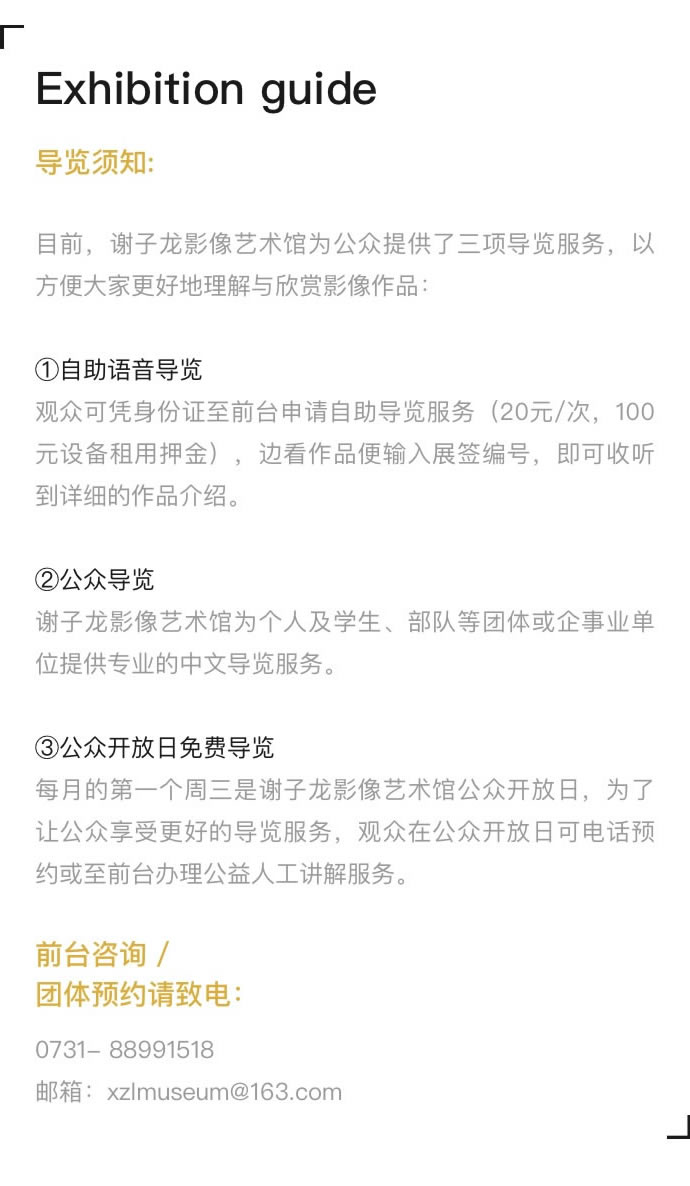 Exhibition guide
导览须知:
目前，谢子龙影像艺术馆为公众提供了三项导览服务，以
方便大家更好地理解与欣赏影像作品：
①自助语音导览
观众可凭身份证至前台申请自助导览服务（20元/次，100
元设备租用押金），边看作品便输入展签编号，即可收听
到详细的作品介绍。
②公众导览
谢子龙影像艺术馆为个人及学生、部队等团体或企事业单
位提供专业的中文导览服务。
③公众开放日免费导览
每月的第一个周三是谢子龙影像艺术馆公众开放日，为了
让公众享受更好的导览服务，观众在公众开放日可电话预
约或至前台办理公益人工讲解服务。
前台咨询 /
团体预约请致电：
0731- 88991518
邮箱：xzlmuseum@163.com